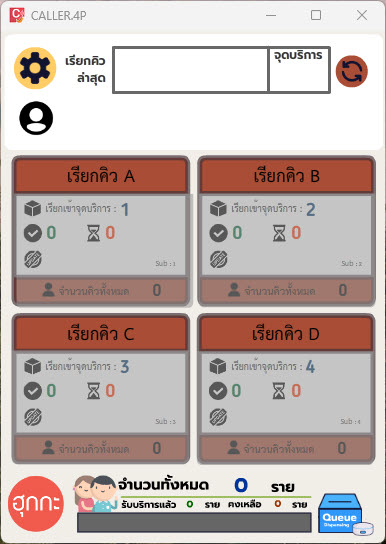 CALLER.4P
เรียกคิว
ล่าสุด
จุดบริการ
เรียกคิว A
เรียกเข้าจุดบริการ : 1
0 0
Sub : 1
จำนวนคิวทั้งหมด 0
เรียกคิว B
เรียกเข้าจุดบริการ : 2
0 0
Sub : 2
จำนวนคิวทั้งหมด 0
เรียกคิว C
เรียกเข้าจุดบริการ : 3
0 0
Sub : 3
จำนวนคิวทั้งหมด 0
เรียกคิว D
เรียกเข้าจุดบริการ : 4
0 0
Sub : 4
จำนวนคิวทั้งหมด 0
ฮุกกะ
จำนวนทั้งหมด 0 ราย
รับบริการแล้ว 0 ราย คงเหลือ 0 ราย
Queue
Dispensing